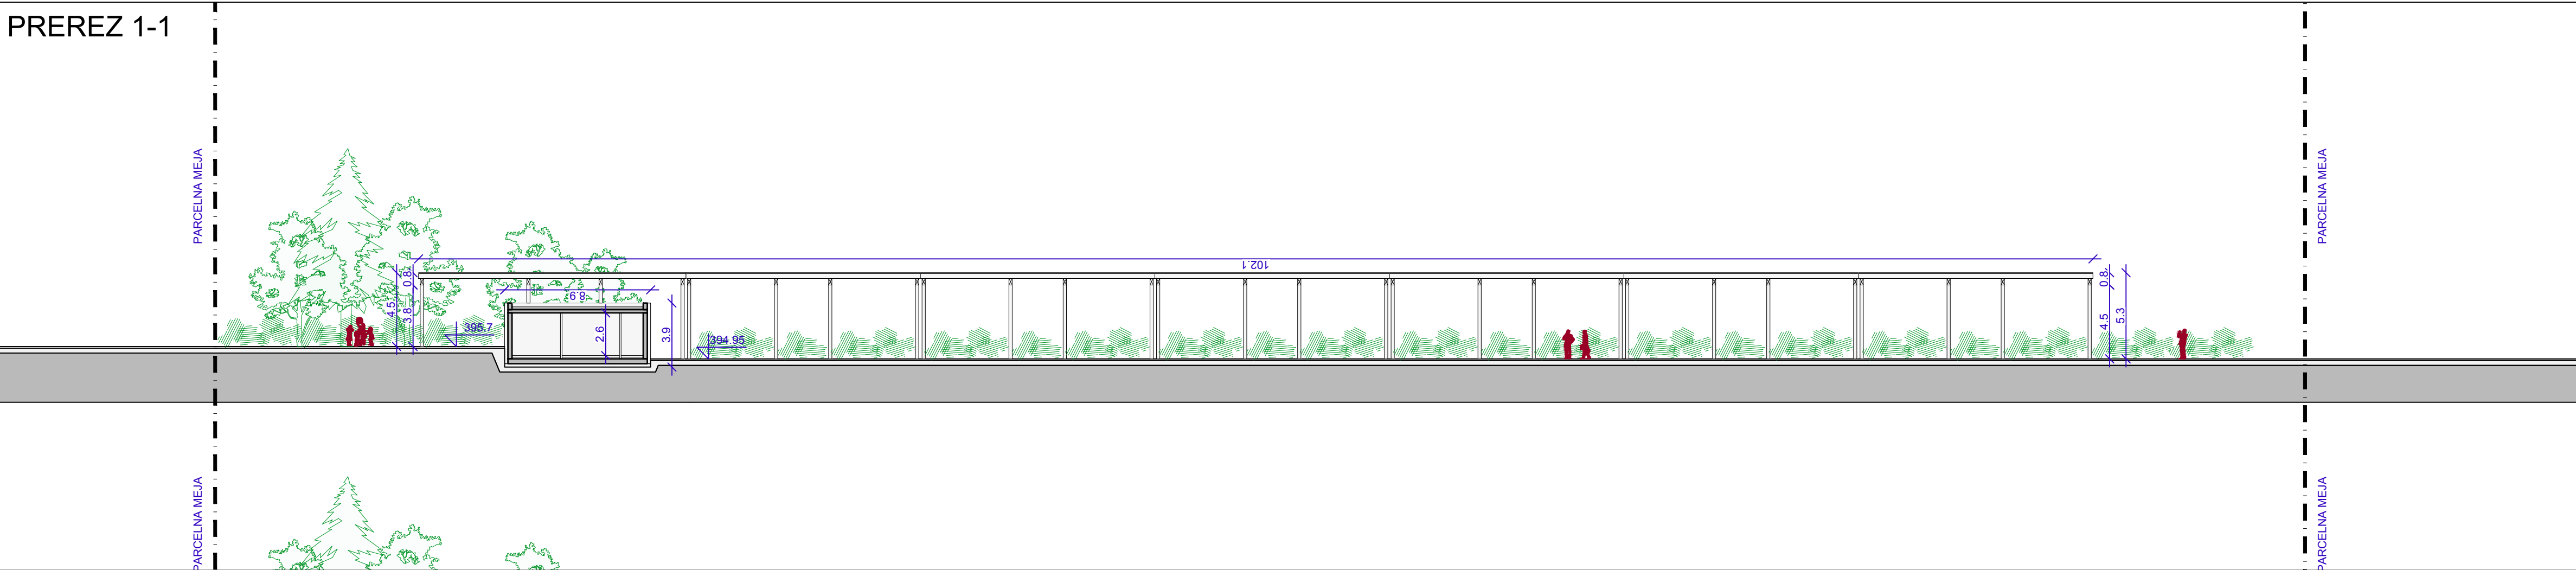 PREREZ 1-1
PARCELNA MEJA
PARCELNA MEJA
102.1
0.8
4.5
3.8
8.9
395.7
2.6
3.9
394.95
0.8
4.5
5.3
PARCELNA MEJA
PARCELNA MEJA